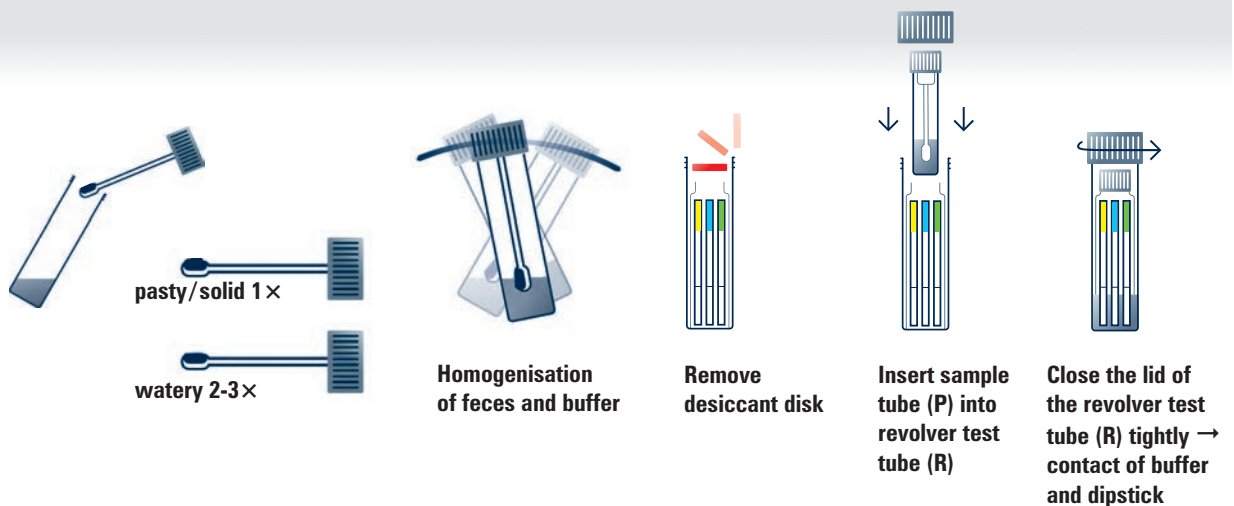 pasty/solid 1×
watery 2-3×
Homogenisation
of feces and buffer
Remove
desiccant disk
Insert sample
tube (P) into
revolver test
tube (R)
Close the lid of
the revolver test
tube (R) tightly →
contact of buffer
and dipstick